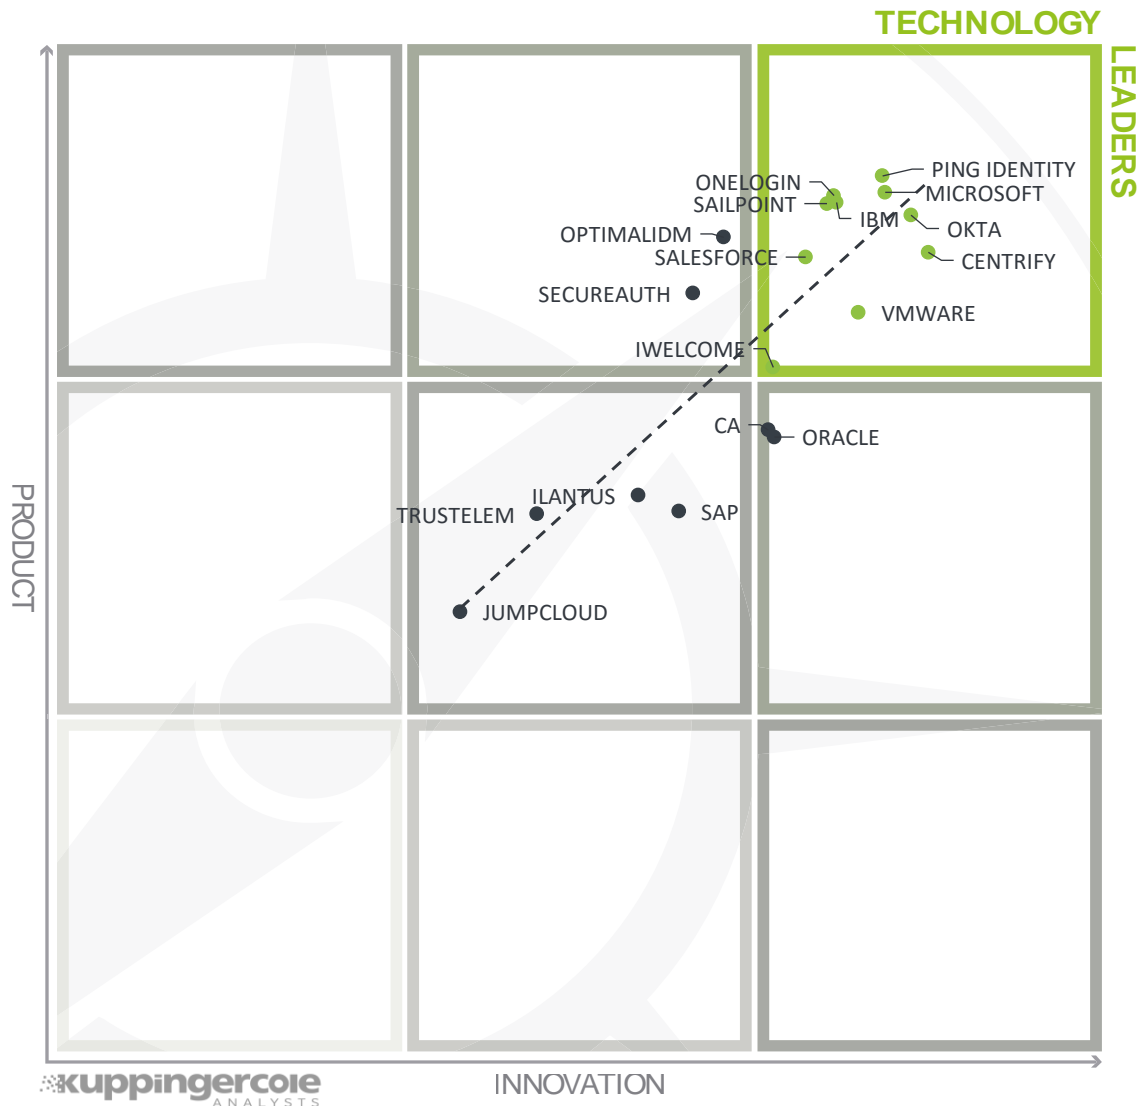 TECHNOLOGY
LEADERS
PING IDENTITY
ONELOGIN
MICROSOFT
SAILPOINT
IBM
OKTA
OPTIMALIDM
SALESFORCE
CENTRIFY
SECUREAUTH
VMWARE
IWELCOME
CA
ORACLE
PRODUCT
ILANTUS
TRUSTELEM
SAP
JUMPCLOUD
kuppingercole
ANALYSTS
INNOVATION